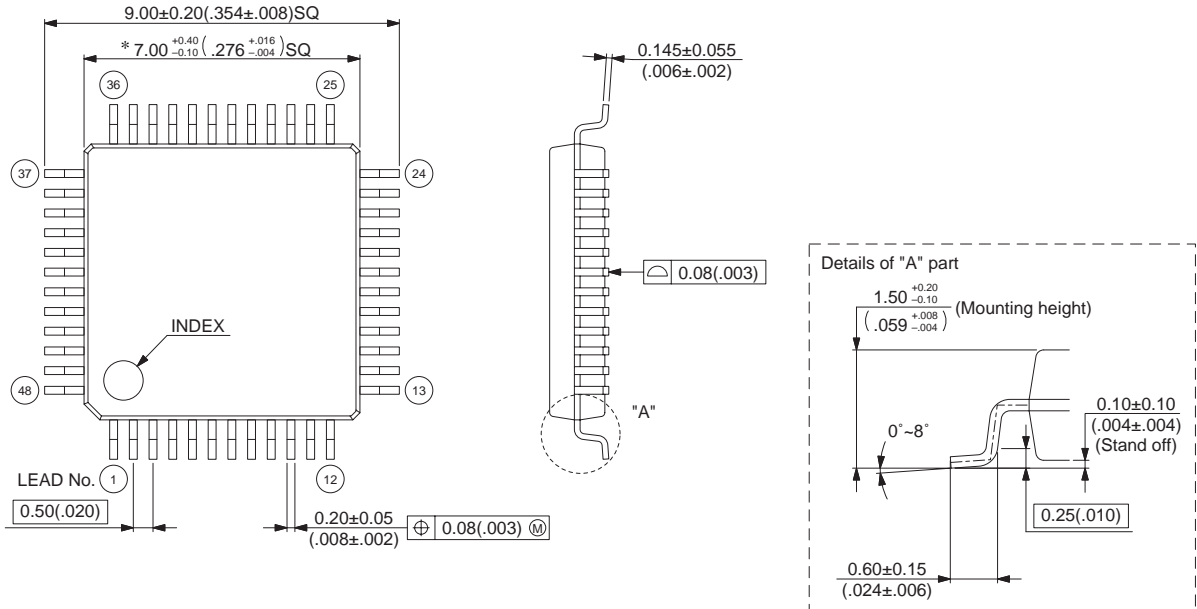 9.00±0.20(.354±.008)SQ
* 7.00 +0.40 −0.10 ( .276 +.016 −.004 )SQ
0.145±0.055
(.006±.002)
36
25
37
24
0.08(.003)
Details of "A" part
1.50 +0.20 −0.10 (Mounting height)
( .059 +.008 −.004 )
INDEX
48
13
"A"
0˚~8˚
0.10±0.10
(.004±.004)
(Stand off)
LEAD No. 1
12
0.50(.020)
0.20±0.05
(.008±.002)
0.08(.003) M
0.25(.010)
0.60±0.15
(.024±.006)